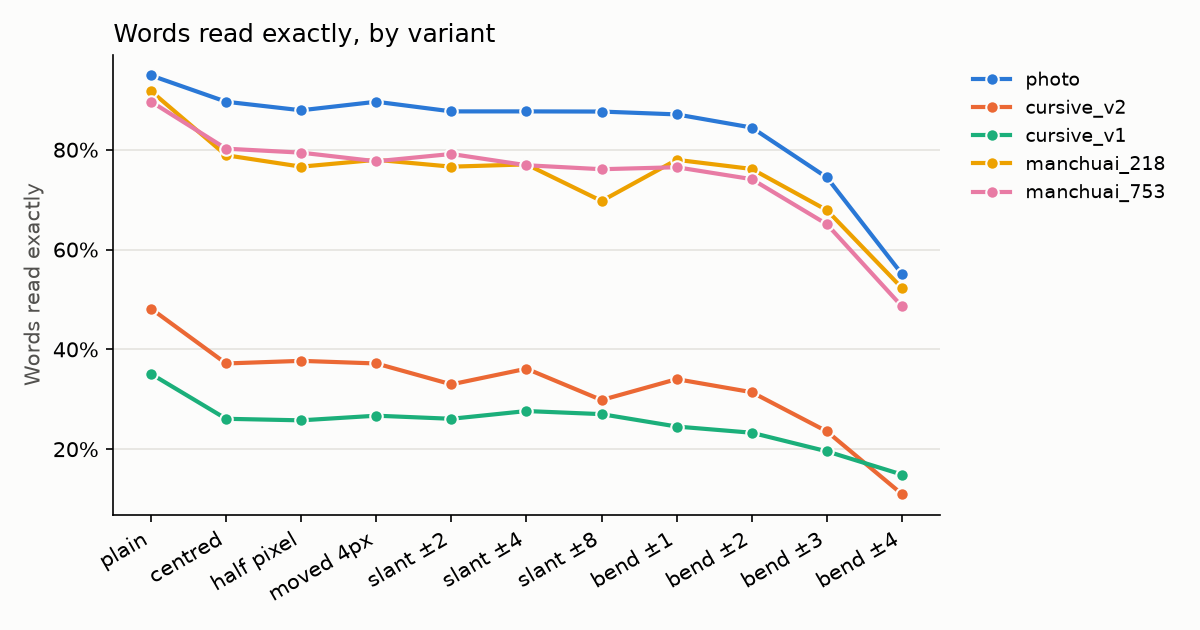 Words read exactly, by variant
Words read exactly
80%
60%
40%
20%
plain
centred
half pixel
moved 4px
slant ±2
slant ±4
slant ±8
bend ±1
bend ±2
bend ±3
bend ±4
photo
cursive_v2
cursive_v1
manchuai_218
manchuai_753